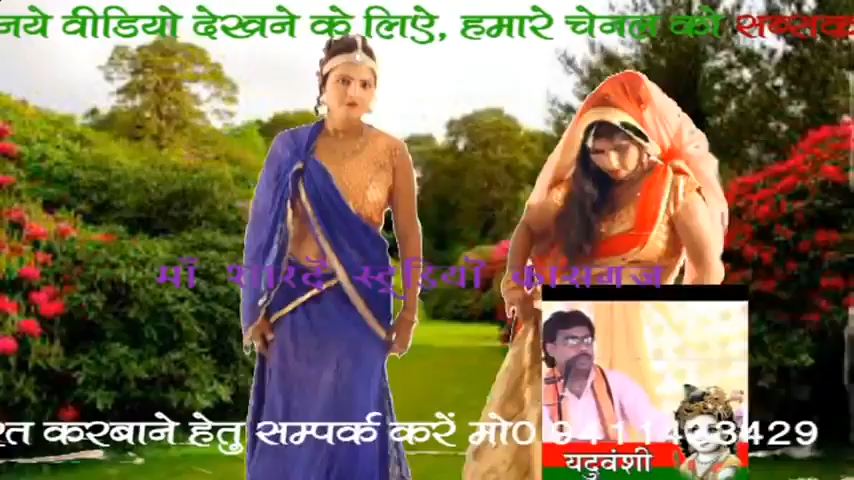 नये वीडियो देखने के लिऐ, हमारे चेनल को
माँ शारदे स्टूडियो कासगंज
करबाने हेतु सम्पर्क करें मो0
यदुवंशी